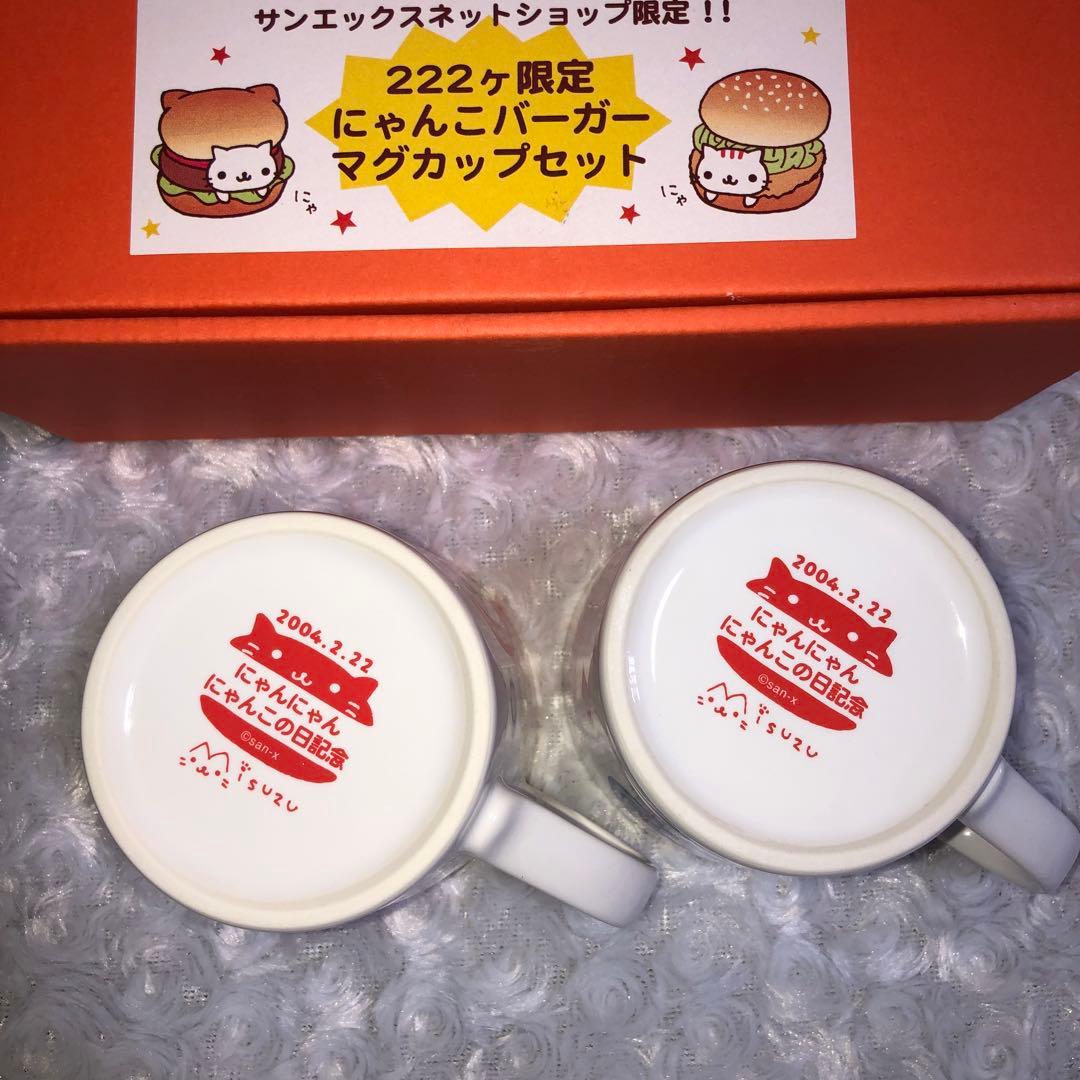 サンエックスネットショップ限定!!
222ヶ限定
にゃんこバーガー
マグカップセット
にゃ
にゃ
2004.2.22
にゃんにゃん
にゃんこの日記念
©san-x
Misuzu
2004.2.22
にゃんにゃん
にゃんこの日記念
©san-x
Misuzu